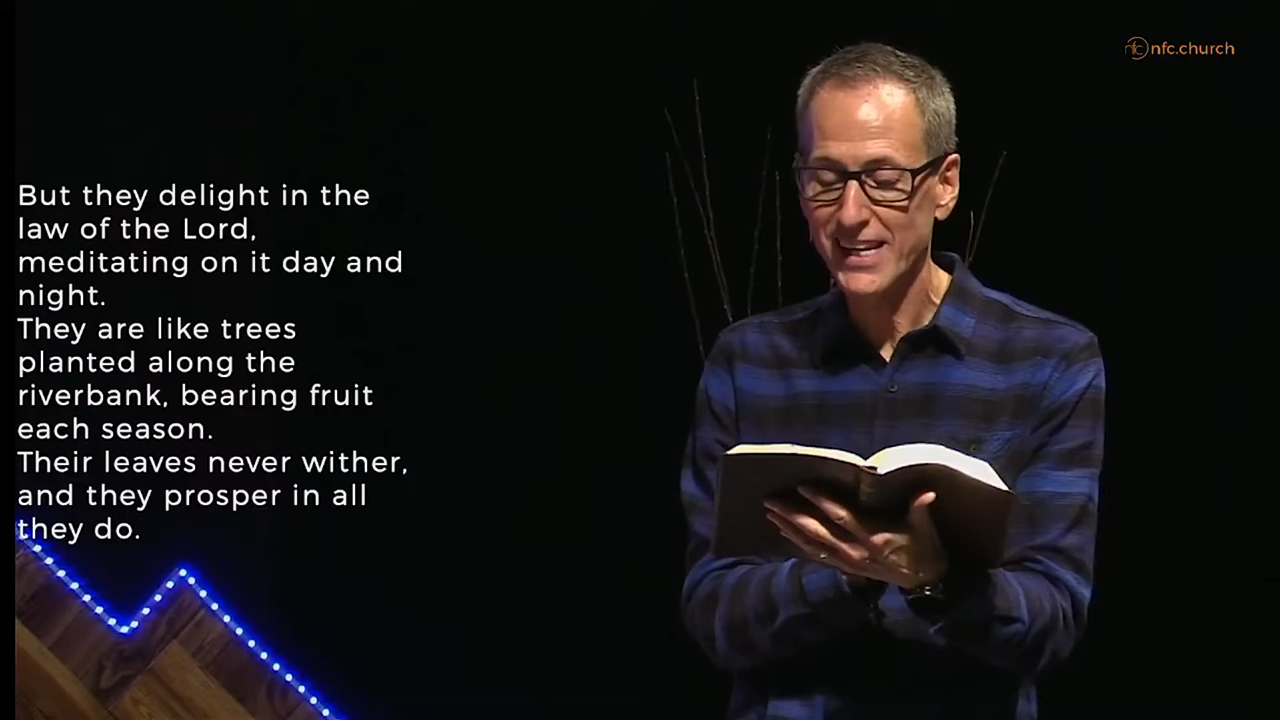 nfc.church
But they delight in the
law of the Lord,
meditating on it day and
night.
They are like trees
planted along the
riverbank, bearing fruit
each season.
Their leaves never wither,
and they prosper in all
they do.